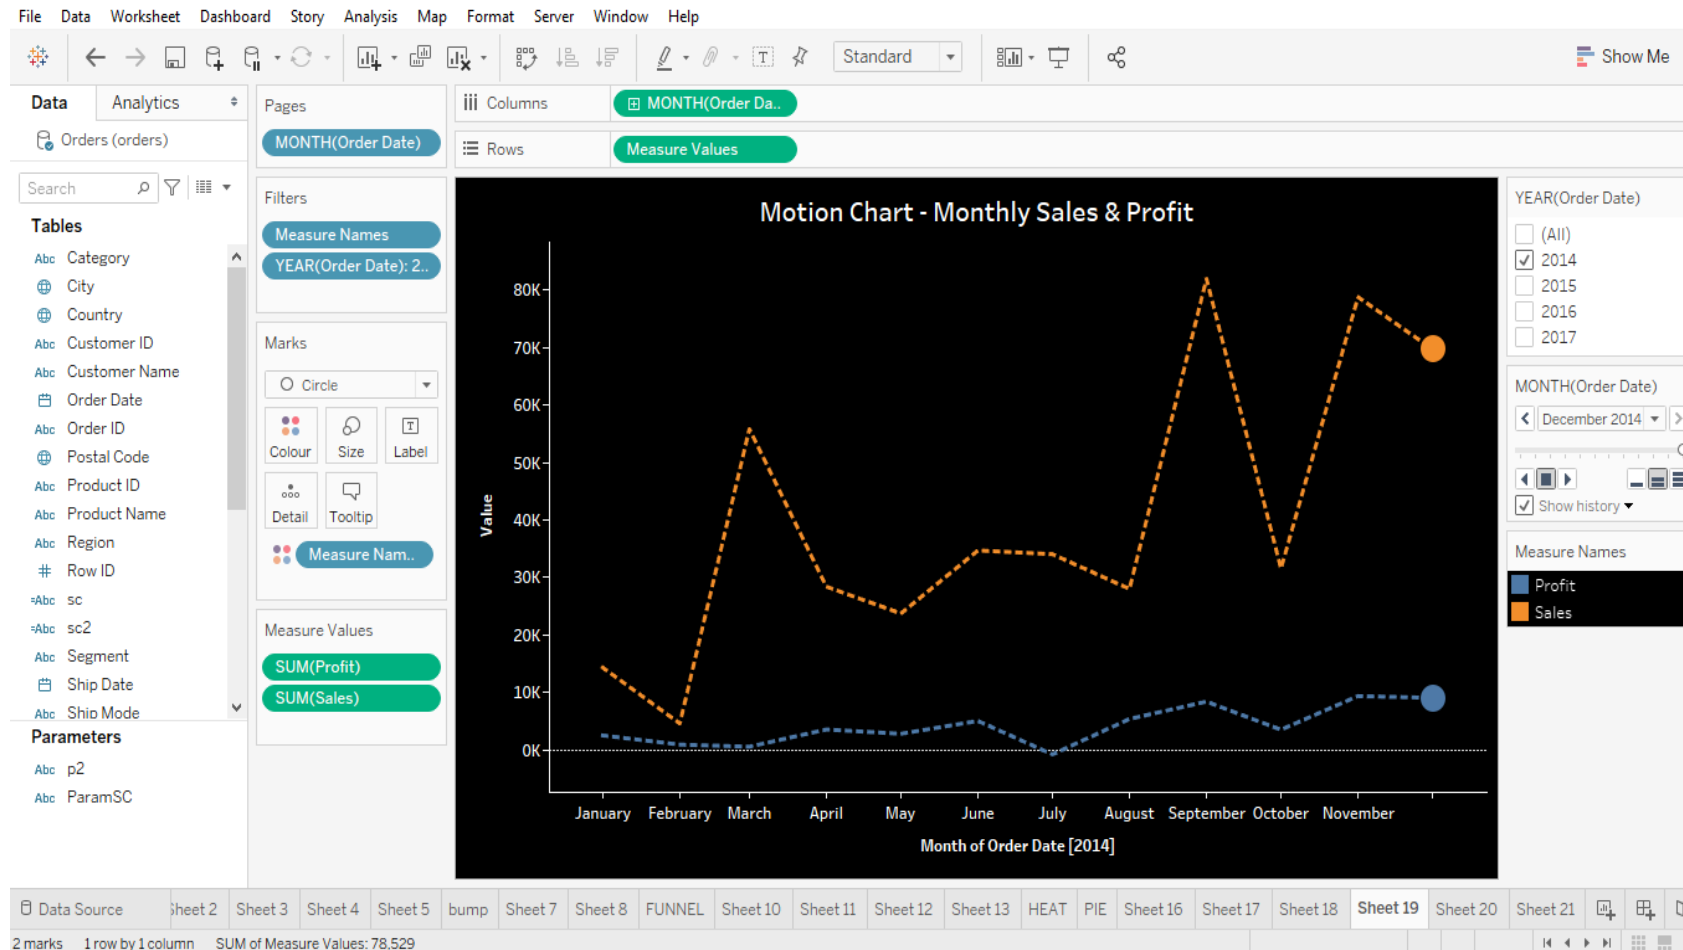 File Data Worksheet Dashboard Story Analysis Map Format Server Window Help
Standard
Show Me
Data Analytics
Orders (orders)
Search
Tables
Abc Category
City
Country
Abc Customer ID
Abc Customer Name
Order Date
Abc Order ID
Postal Code
Abc Product ID
Abc Product Name
Abc Region
# Row ID
=Abc sc
=Abc sc2
Abc Segment
Ship Date
Abc Ship Mode
Parameters
Abc p2
Abc ParamSC
Pages
MONTH(Order Date)
Filters
Measure Names
YEAR(Order Date): 2..
Marks
Circle
Colour Size Label
Detail Tooltip
Measure Nam..
Measure Values
SUM(Profit)
SUM(Sales)
Columns MONTH(Order Da..
Rows Measure Values
Motion Chart - Monthly Sales & Profit
Value
80K
70K
60K
50K
40K
30K
20K
10K
0K
January February March April May June July August September October November
Month of Order Date [2014]
YEAR(Order Date)
(All)
2014
2015
2016
2017
MONTH(Order Date)
December 2014
Show history
Measure Names
Profit
Sales
Data Source Sheet 2 Sheet 3 Sheet 4 Sheet 5 bump Sheet 7 Sheet 8 FUNNEL Sheet 10 Sheet 11 Sheet 12 Sheet 13 HEAT PIE Sheet 16 Sheet 17 Sheet 18 Sheet 19 Sheet 20 Sheet 21
2 marks 1 row by 1 column SUM of Measure Values: 78,529